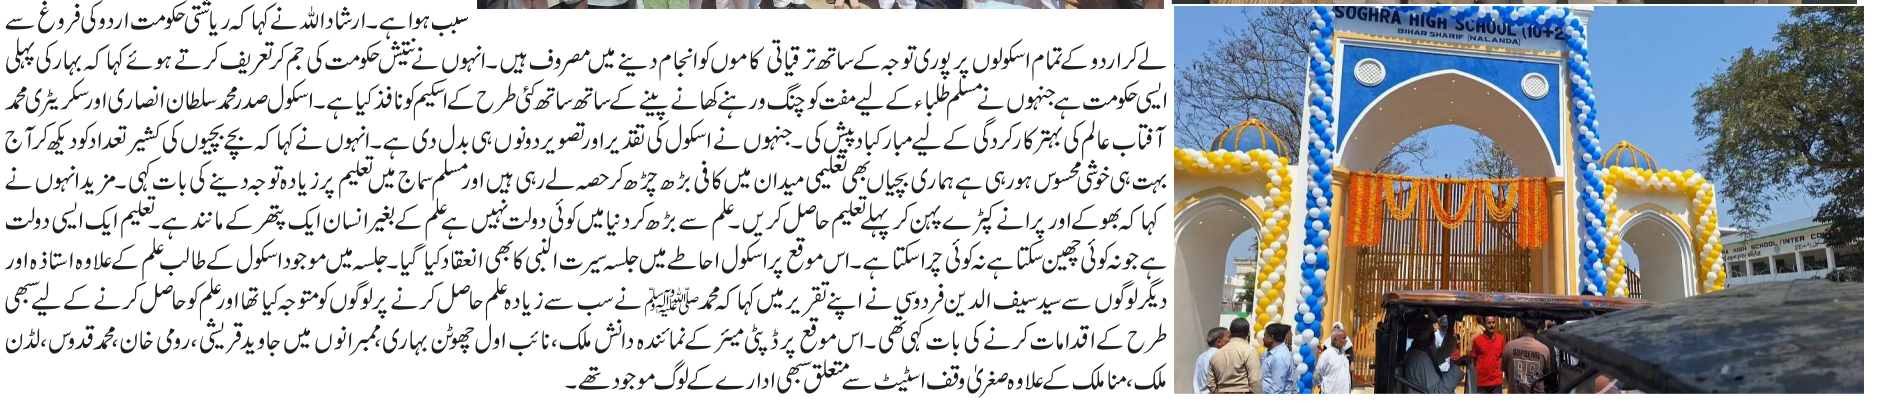 سبب ہوا ہے۔ارشاد اللہ نے کہا کہ ریاستی حکومت اردو کی فروغ سے
لے کر اردو کے تمام اسکولوں پر پوری توجہ کے ساتھ ترقیاتی کاموں کو انجام دینے میں مصروف ہیں۔انہوں نے نتیش حکومت کی جم کر تعریف کرتے ہوئے کہا کہ بہار کی پہلی
ایسی حکومت ہے جنہوں نے مسلم طلباء کے لیے مفت کوچنگ و رہنے کھانے پینے کے ساتھ ساتھ کئی طرح کے اسکیم کو نافذ کیا ہے۔اسکول صدر محمد سلطان انصاری اور سکریٹری محمد
آفتاب عالم کی بہتر کارکردگی کے لیے مبارکباد پیش کی۔جنہوں نے اسکول کی تقدیر اور تصویر دونوں ہی بدل دی ہے۔انہوں نے کہا کہ بچے بچیوں کی کشیر تعداد کو دیکھ کر آج
بہت ہی خوشی محسوس ہو رہی ہے ہماری بچیاں بھی تعلیمی میدان میں کافی بڑھ چڑھ کر حصہ لے رہی ہیں اور مسلم سماج میں تعلیم پر زیادہ توجہ دینے کی بات کہی۔مزید انہوں نے
کہا کہ بھوکے اور پرانے کپڑے پہن کر پہلے تعلیم حاصل کریں۔علم سے بڑھ کر دنیا میں کوئی دولت نہیں ہے علم کے بغیر انسان ایک پتھر کے مانند ہے۔تعلیم ایک ایسی دولت
ہے جو نہ کوئی چھین سکتا ہے نہ کوئی چرا سکتا ہے۔اس موقع پر اسکول احاطے میں جلسہ سیرت النبی کا بھی انعقاد کیا گیا۔جلسہ میں موجود اسکول کے طالب علم کے علاوہ استاذہ اور
دیگر لوگوں سے سید سیف الدین فردوسی نے اپنے تقریر میں کہا کہ محمد ﷺ نے سب سے زیادہ علم حاصل کرنے پر لوگوں کو متوجہ کیا تھا اور علم کو حاصل کرنے کے لیے سبھی
طرح کے اقدامات کرنے کی بات کہی تھی۔اس موقع پر ڈپٹی میئر کے نمائندہ دانش ملک،نائب اول چھوٹن بہاری،ممبرانوں میں جاوید قریشی،رومی خان،محمد قدوس،لڈن
ملک،منا ملک کے علاوہ صغریٰ وقف اسٹیٹ سے متعلق سبھی ادارے کے لوگ موجود تھے۔
SOGHRA HIGH SCHOOL (10+2
BIHAR SHARIF (NALANDA)
HRA HIGH SCHOOL/INTER CO
SUPREME